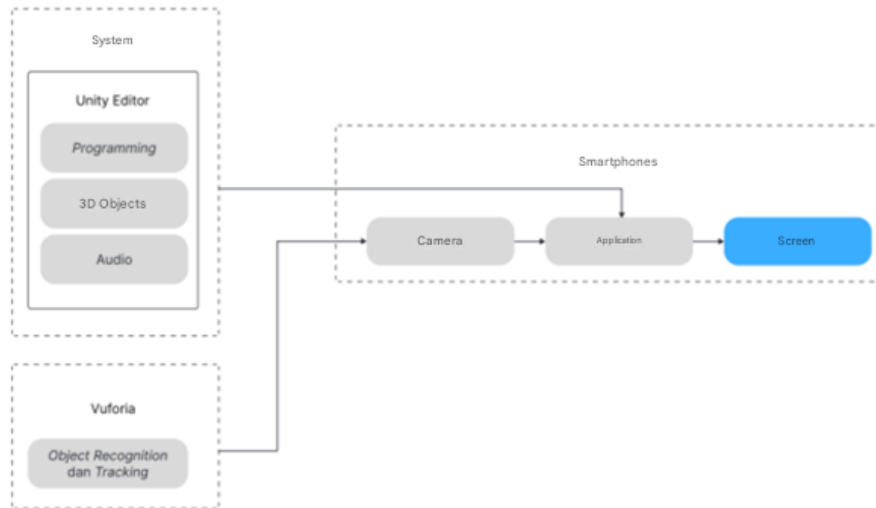 System
Unity Editor
Programming
3D Objects
Audio
Smartphones
Camera
Application
Screen
Vuforia
Object Recognition
dan Tracking